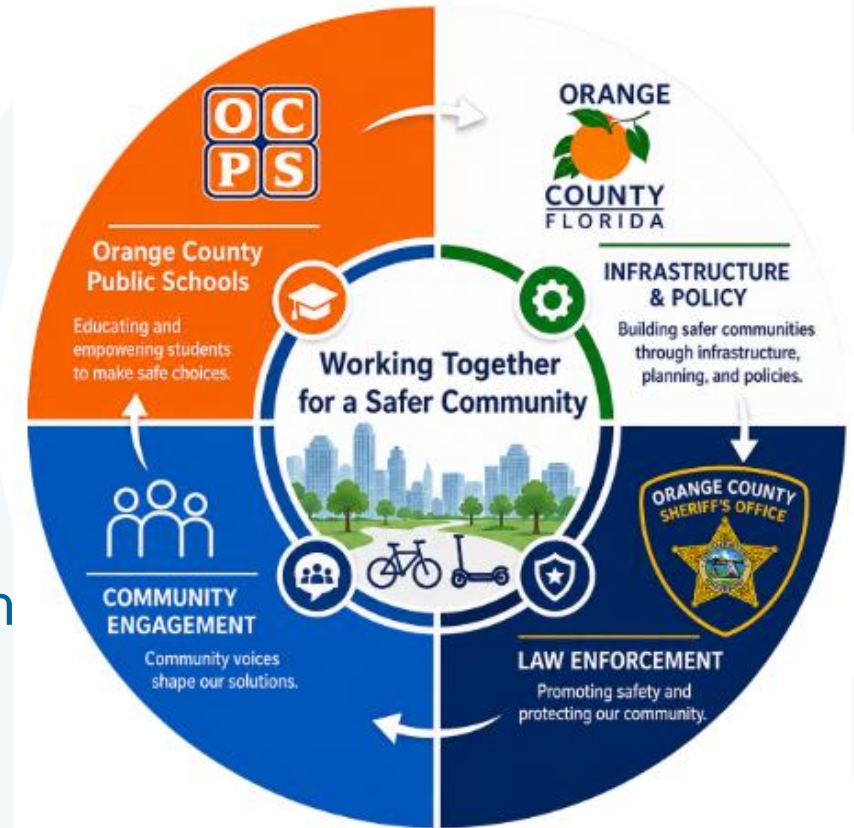 OC
PS
Orange County
Public Schools
Educating and
empowering students
to make safe choices.
ORANGE
COUNTY
FLORIDA
INFRASTRUCTURE
& POLICY
Building safer communities
through infrastructure,
planning, and policies.
Working Together
for a Safer Community
COMMUNITY
ENGAGEMENT
Community voices
shape our solutions.
ORANGE COUNTY
SHERIFF'S OFFICE
LAW ENFORCEMENT
Promoting safety and
protecting our community.